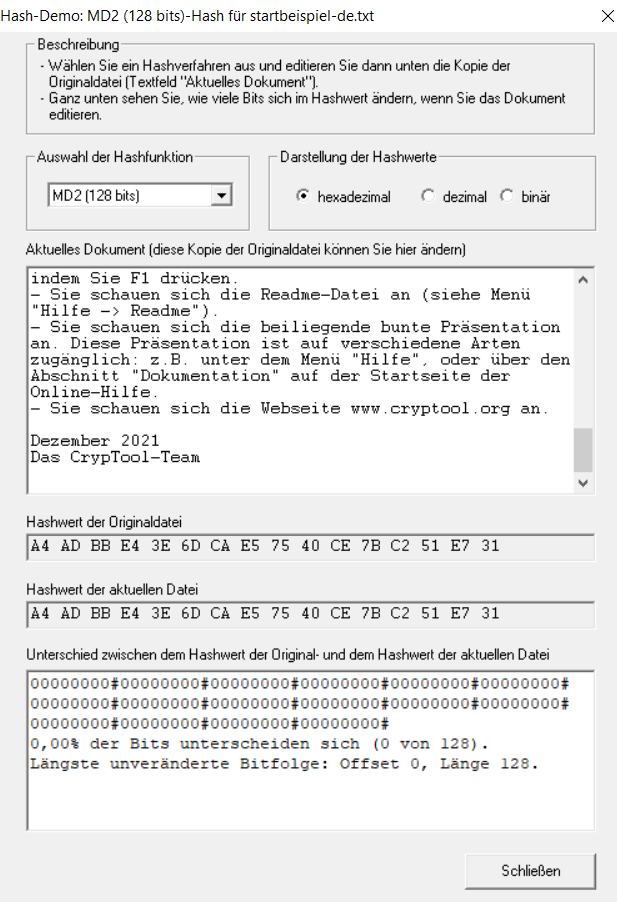 Hash-Demo: MD2 (128 bits)-Hash für startbeispiel-de.txt
Beschreibung
- Wählen Sie ein Hashverfahren aus und editieren Sie dann unten die Kopie der
Originaldatei (Textfeld "Aktuelles Dokument").
- Ganz unten sehen Sie, wie viele Bits sich im Hashwert ändern, wenn Sie das Dokument
editieren.
Auswahl der Hashfunktion
MD2 (128 bits)
Darstellung der Hashwerte
hexadezimal
dezimal
binär
Aktuelles Dokument (diese Kopie der Originaldatei können Sie hier ändern)
indem Sie F1 drücken.
- Sie schauen sich die Readme-Datei an (siehe Menü
"Hilfe -> Readme").
- Sie schauen sich die beiliegende bunte Präsentation
an. Diese Präsentation ist auf verschiedene Arten
zugänglich: z.B. unter dem Menü "Hilfe", oder über den
Abschnitt "Dokumentation" auf der Startseite der
Online-Hilfe.
- Sie schauen sich die Webseite www.cryptool.org an.
Dezember 2021
Das CrypTool-Team
Hashwert der Originaldatei
A4 AD BB E4 3E 6D CA E5 75 40 CE 7B C2 51 E7 31
Hashwert der aktuellen Datei
A4 AD BB E4 3E 6D CA E5 75 40 CE 7B C2 51 E7 31
Unterschied zwischen dem Hashwert der Original- und dem Hashwert der aktuellen Datei
00000000#00000000#00000000#00000000#00000000#00000000#
00000000#00000000#00000000#00000000#00000000#00000000#
00000000#00000000#00000000#00000000#
0,00% der Bits unterscheiden sich (0 von 128).
Längste unveränderte Bitfolge: Offset 0, Länge 128.
Schließen